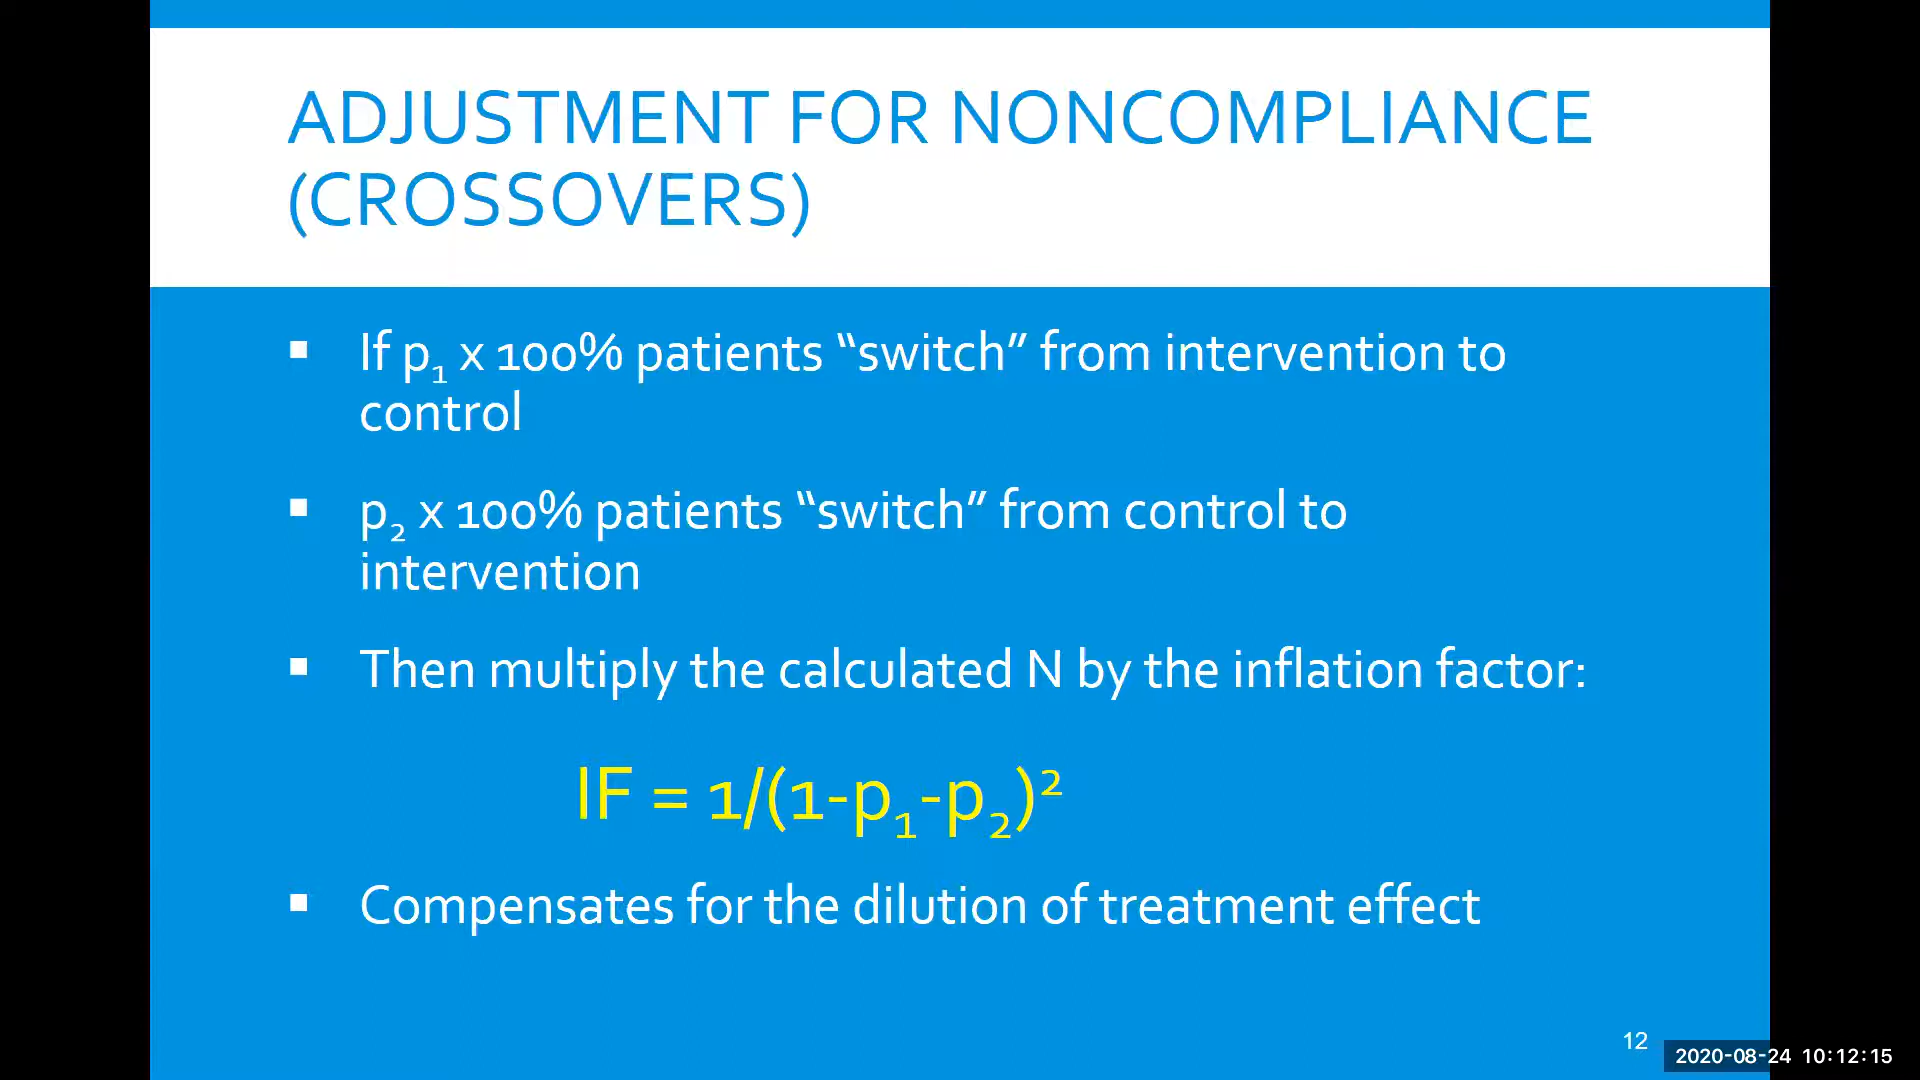 ADJUSTMENT FOR NONCOMPLIANCE
(CROSSOVERS)
▪ If p₁ x 100% patients “switch” from intervention to
control
▪ p₂ x 100% patients “switch” from control to
intervention
▪ Then multiply the calculated N by the inflation factor:
IF = 1/(1-p₁-p₂)²
▪ Compensates for the dilution of treatment effect
12
2020-08-24 10:12:15